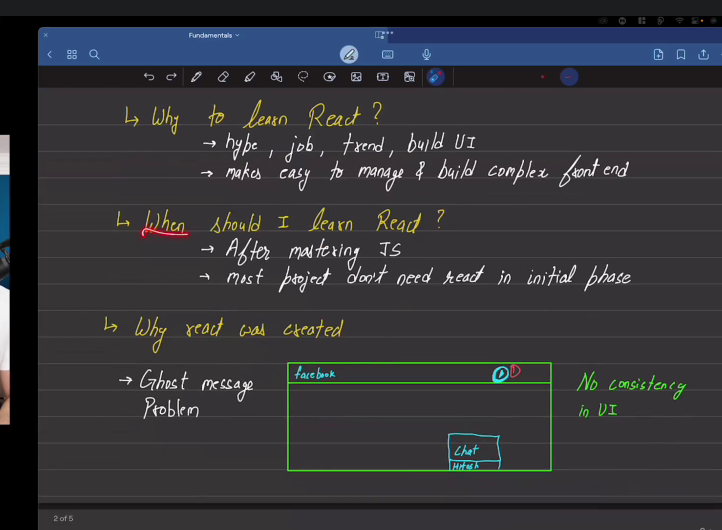 Fundamentals
Why to learn React?
→ hype, job, trend, build UI
→ makes easy to manage & build complex front end
When should I learn React?
→ After mastering JS
→ most project don't need react in initial phase
Why react was created
→ Ghost message
Problem
facebook
1
Chat
Hitesh
No consistency
in UI
2 of 5